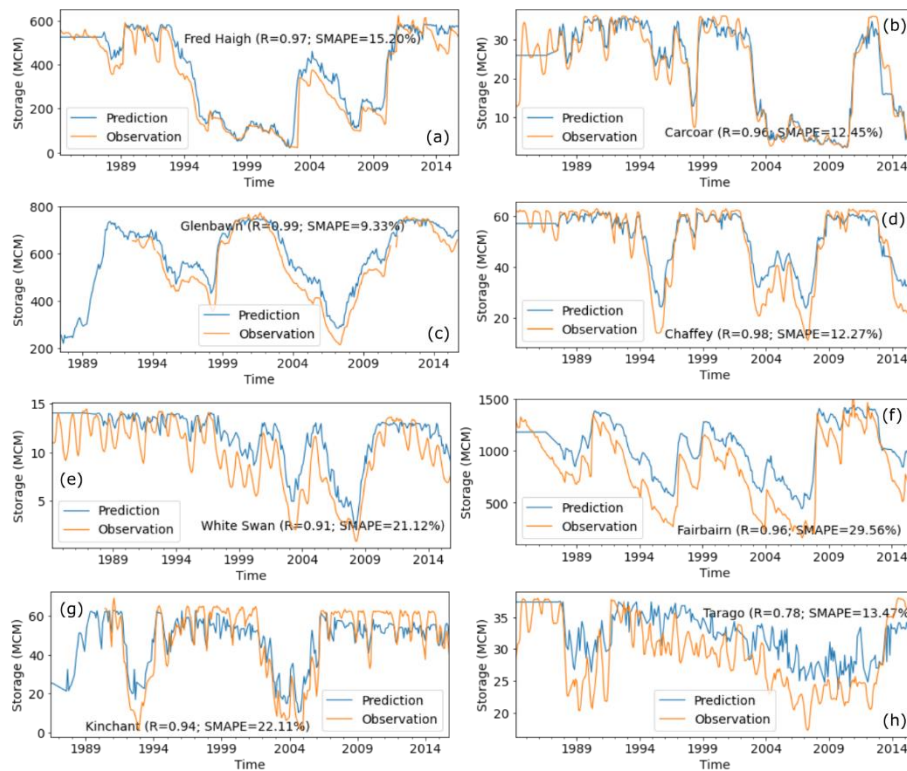 600
400
200
0
Storage (MCM)
Fred Haigh (R=0.97; SMAPE=15.20%)
Prediction
Observation
(a)
1989 1994 1999 2004 2009 2014
Time
30
20
10
Storage (MCM)
(b)
Prediction
Observation
Carcoar (R=0.96; SMAPE=12.45%)
1989 1994 1999 2004 2009 2014
Time
800
600
400
200
Storage (MCM)
Glenbawn (R=0.99; SMAPE=9.33%)
Prediction
Observation
(c)
1989 1994 1999 2004 2009 2014
Time
60
40
20
Storage (MCM)
(d)
Prediction
Observation
Chaffey (R=0.98; SMAPE=12.27%)
1989 1994 1999 2004 2009 2014
Time
15
10
5
Storage (MCM)
(e)
Prediction
Observation
White Swan (R=0.91; SMAPE=21.12%)
1989 1994 1999 2004 2009 2014
Time
1500
1000
500
Storage (MCM)
(f)
Prediction
Observation
Fairbairn (R=0.96; SMAPE=29.56%)
1989 1994 1999 2004 2009 2014
Time
(g)
60
40
20
0
Storage (MCM)
Prediction
Observation
Kinchant (R=0.94; SMAPE=22.11%)
1989 1994 1999 2004 2009 2014
Time
35
30
25
20
Storage (MCM)
Tarago (R=0.78; SMAPE=13.47%
Prediction
Observation
(h)
1989 1994 1999 2004 2009 2014
Time